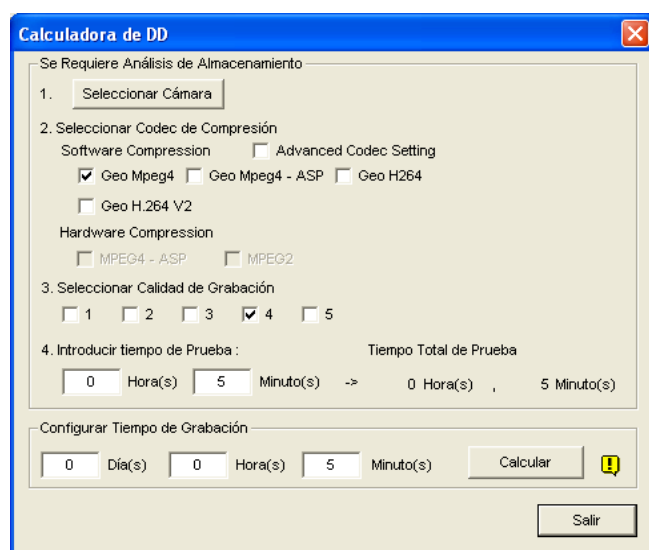 Calculadora de DD
Se Requiere Análisis de Almacenamiento
1. Seleccionar Cámara
2. Seleccionar Codec de Compresión
Software Compression Advanced Codec Setting
Geo Mpeg4 Geo Mpeg4 - ASP Geo H264
Geo H.264 V2
Hardware Compression
MPEG4 - ASP MPEG2
3. Seleccionar Calidad de Grabación
1 2 3 4 5
4. Introducir tiempo de Prueba : Tiempo Total de Prueba
0 Hora(s) 5 Minuto(s) -> 0 Hora(s) , 5 Minuto(s)
Configurar Tiempo de Grabación
0 Día(s) 0 Hora(s) 5 Minuto(s) Calcular
Salir